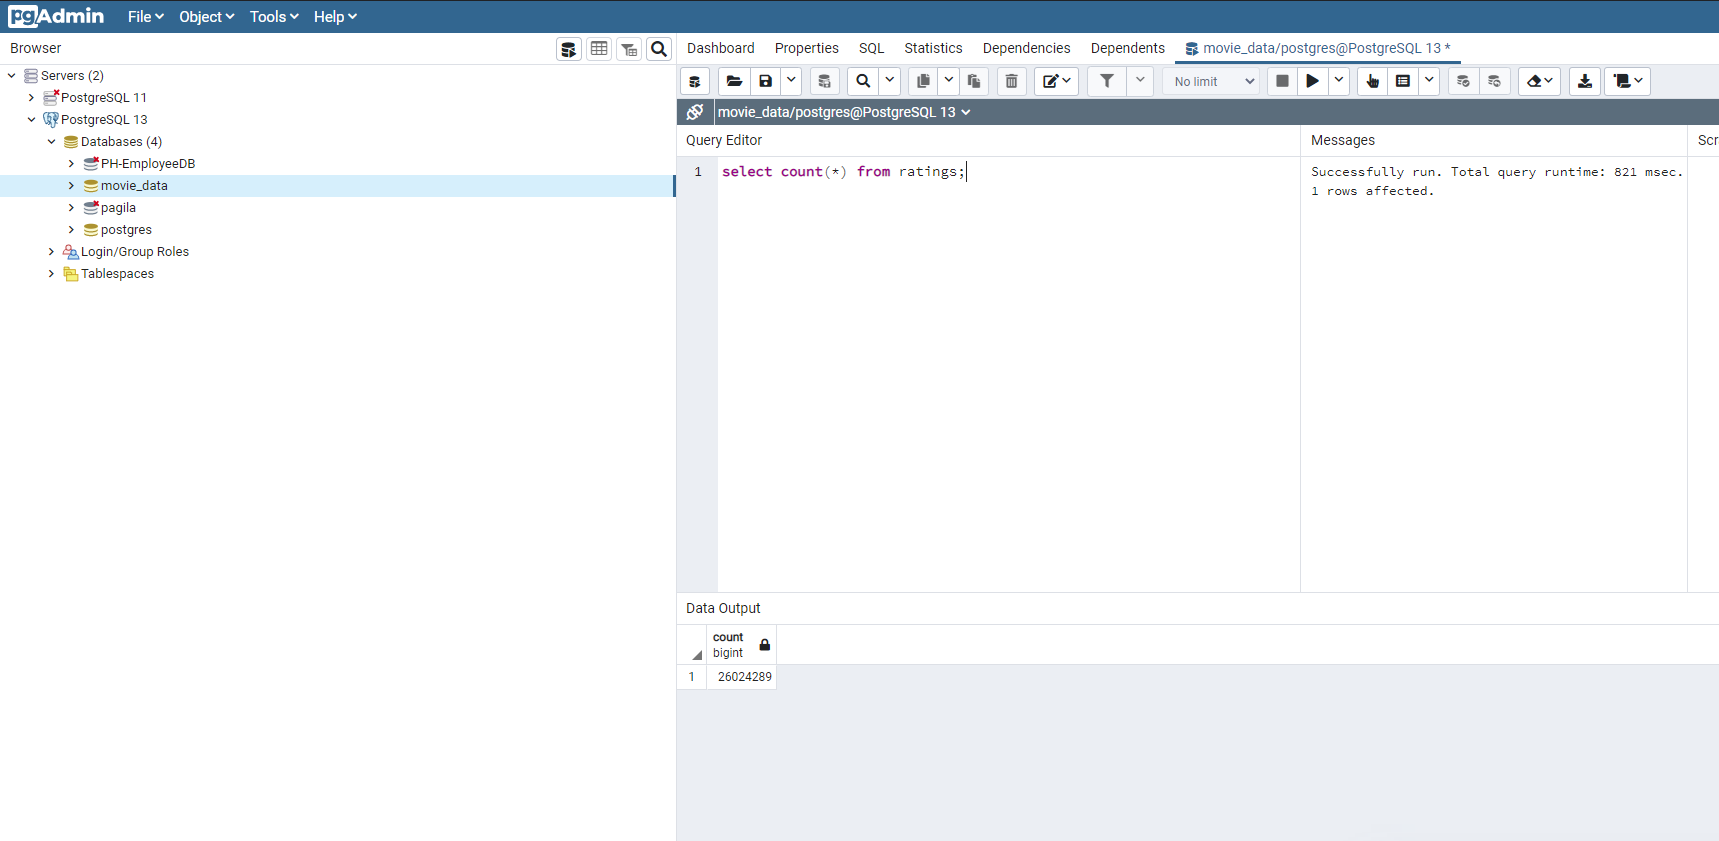 pgAdmin File Object Tools Help
Browser
Dashboard Properties SQL Statistics Dependencies Dependents movie_data/postgres@PostgreSQL 13 *
Servers (2)
PostgreSQL 11
PostgreSQL 13
Databases (4)
PH-EmployeeDB
movie_data
pagila
postgres
Login/Group Roles
Tablespaces
No limit
movie_data/postgres@PostgreSQL 13
Query Editor
1 select count(*) from ratings;
Messages
Successfully run. Total query runtime: 821 msec.
1 rows affected.
Scr
Data Output
count
bigint
1 26024289